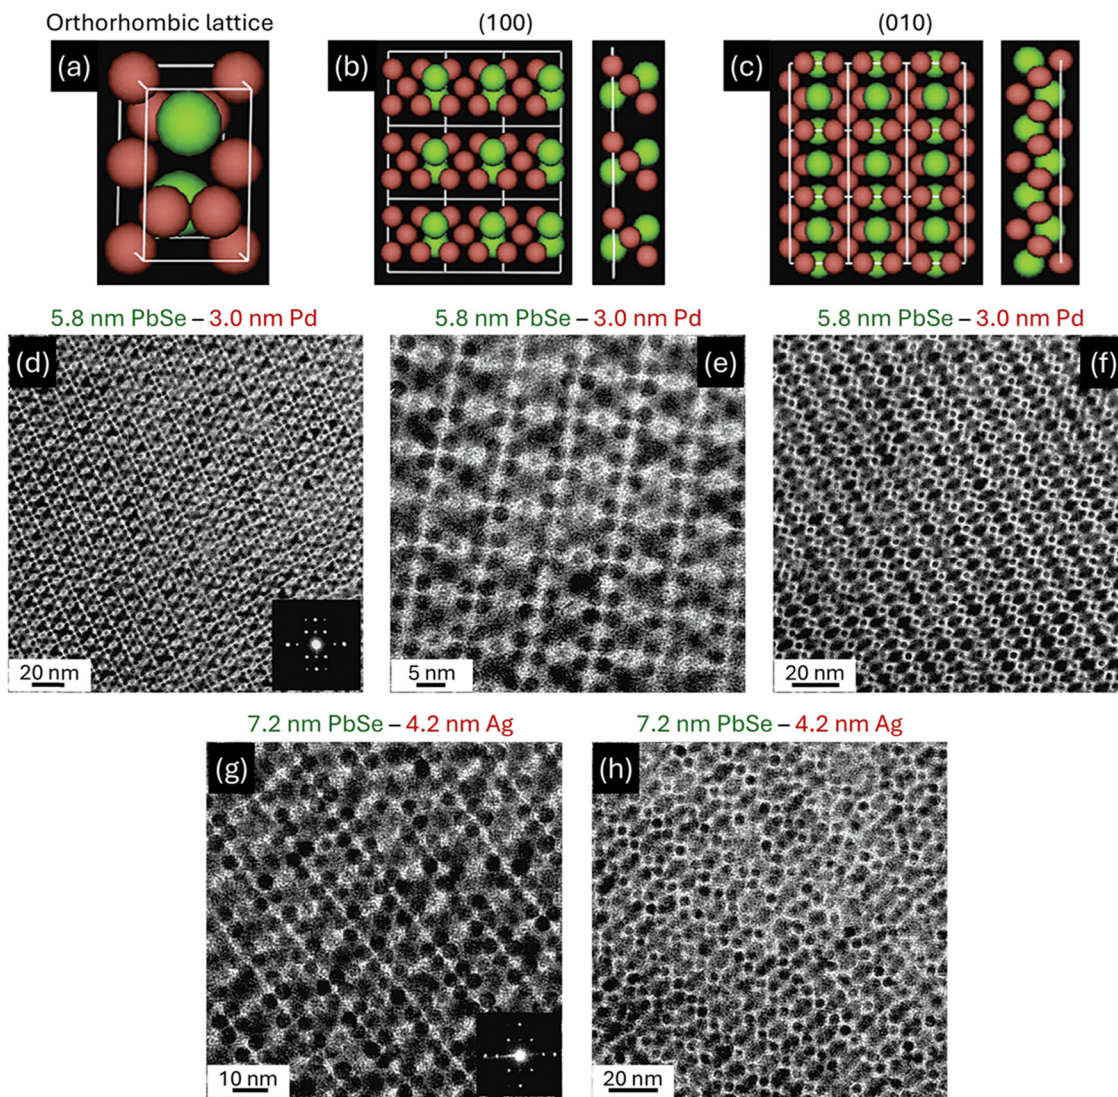 Orthorhombic lattice
(100)
(010)
(a)
(b)
(c)
5.8 nm PbSe – 3.0 nm Pd
5.8 nm PbSe – 3.0 nm Pd
5.8 nm PbSe – 3.0 nm Pd
(d)
(e)
(f)
20 nm
5 nm
20 nm
7.2 nm PbSe – 4.2 nm Ag
7.2 nm PbSe – 4.2 nm Ag
(g)
(h)
10 nm
20 nm